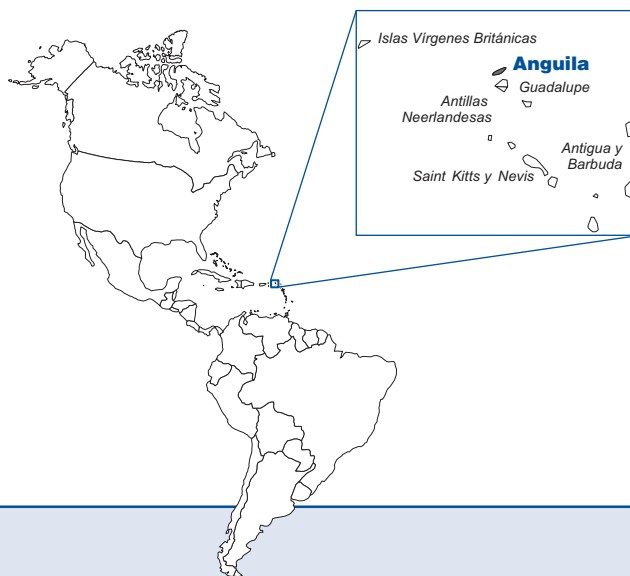 Islas Vírgenes Británicas
Anguila
Guadalupe
Antillas
Neerlandesas
Antigua y
Barbuda
Saint Kitts y Nevis